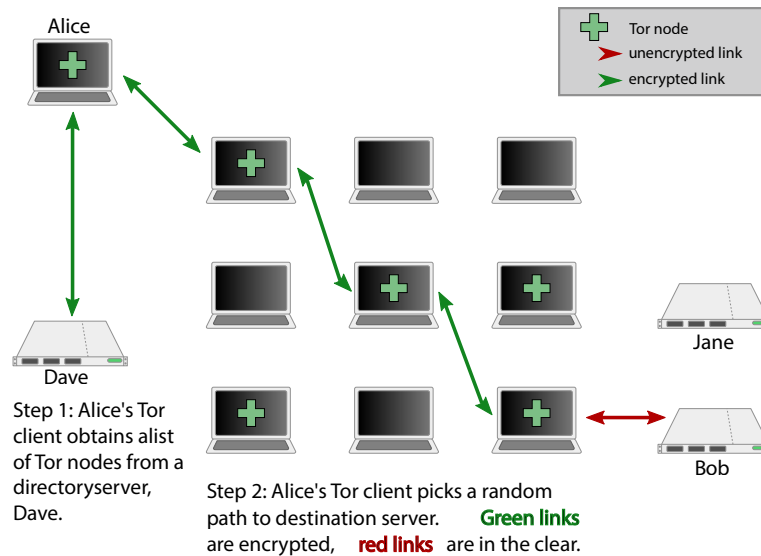 Alice
Tor node
unencrypted link
encrypted link
Dave
Jane
Bob
Step 1: Alice's Tor
client obtains alist
of Tor nodes from a
directoryserver,
Dave.
Step 2: Alice's Tor client picks a random
path to destination server. Green links
are encrypted, red links are in the clear.